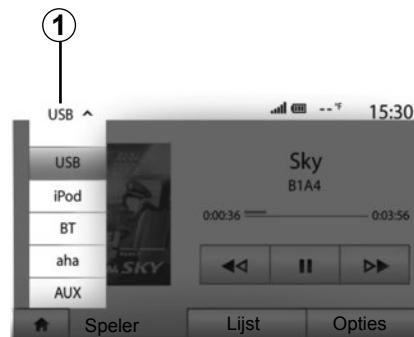 1
USB -- °F 15:30
USB
iPod
BT
aha
AUX
SKY
Sky
B1A4
0:00:36 0:03:56
Speler Lijst Opties